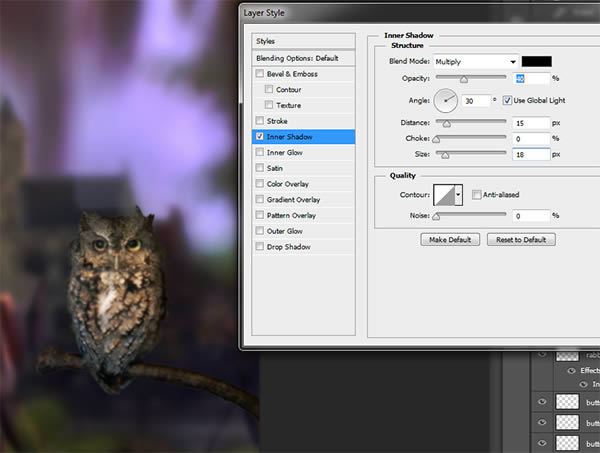 Layer Style
Styles
Blending Options: Default
Bevel & Emboss
Contour
Texture
Stroke
Inner Shadow
Inner Glow
Satin
Color Overlay
Gradient Overlay
Pattern Overlay
Outer Glow
Drop Shadow
Inner Shadow
Structure
Blend Mode: Multiply
Opacity: 40 %
Angle: 30 ° Use Global Light
Distance: 15 px
Choke: 0 %
Size: 18 px
Quality
Contour: Anti-aliased
Noise: 0 %
Make Default Reset to Default
rabb
Effects
In
butt
butt
butt